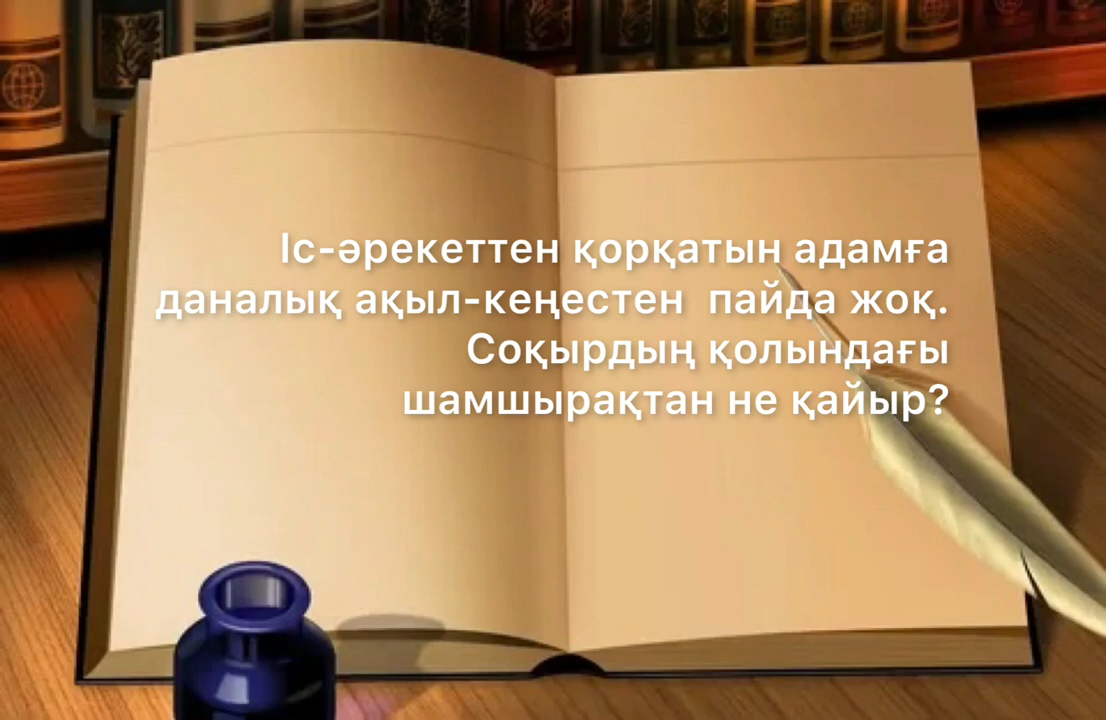 Іс-әрекеттен қорқатын адамға
даналық ақыл-кеңестен  пайда жоқ.
Соқырдың қолындағы
шамшырақтан не қайыр?